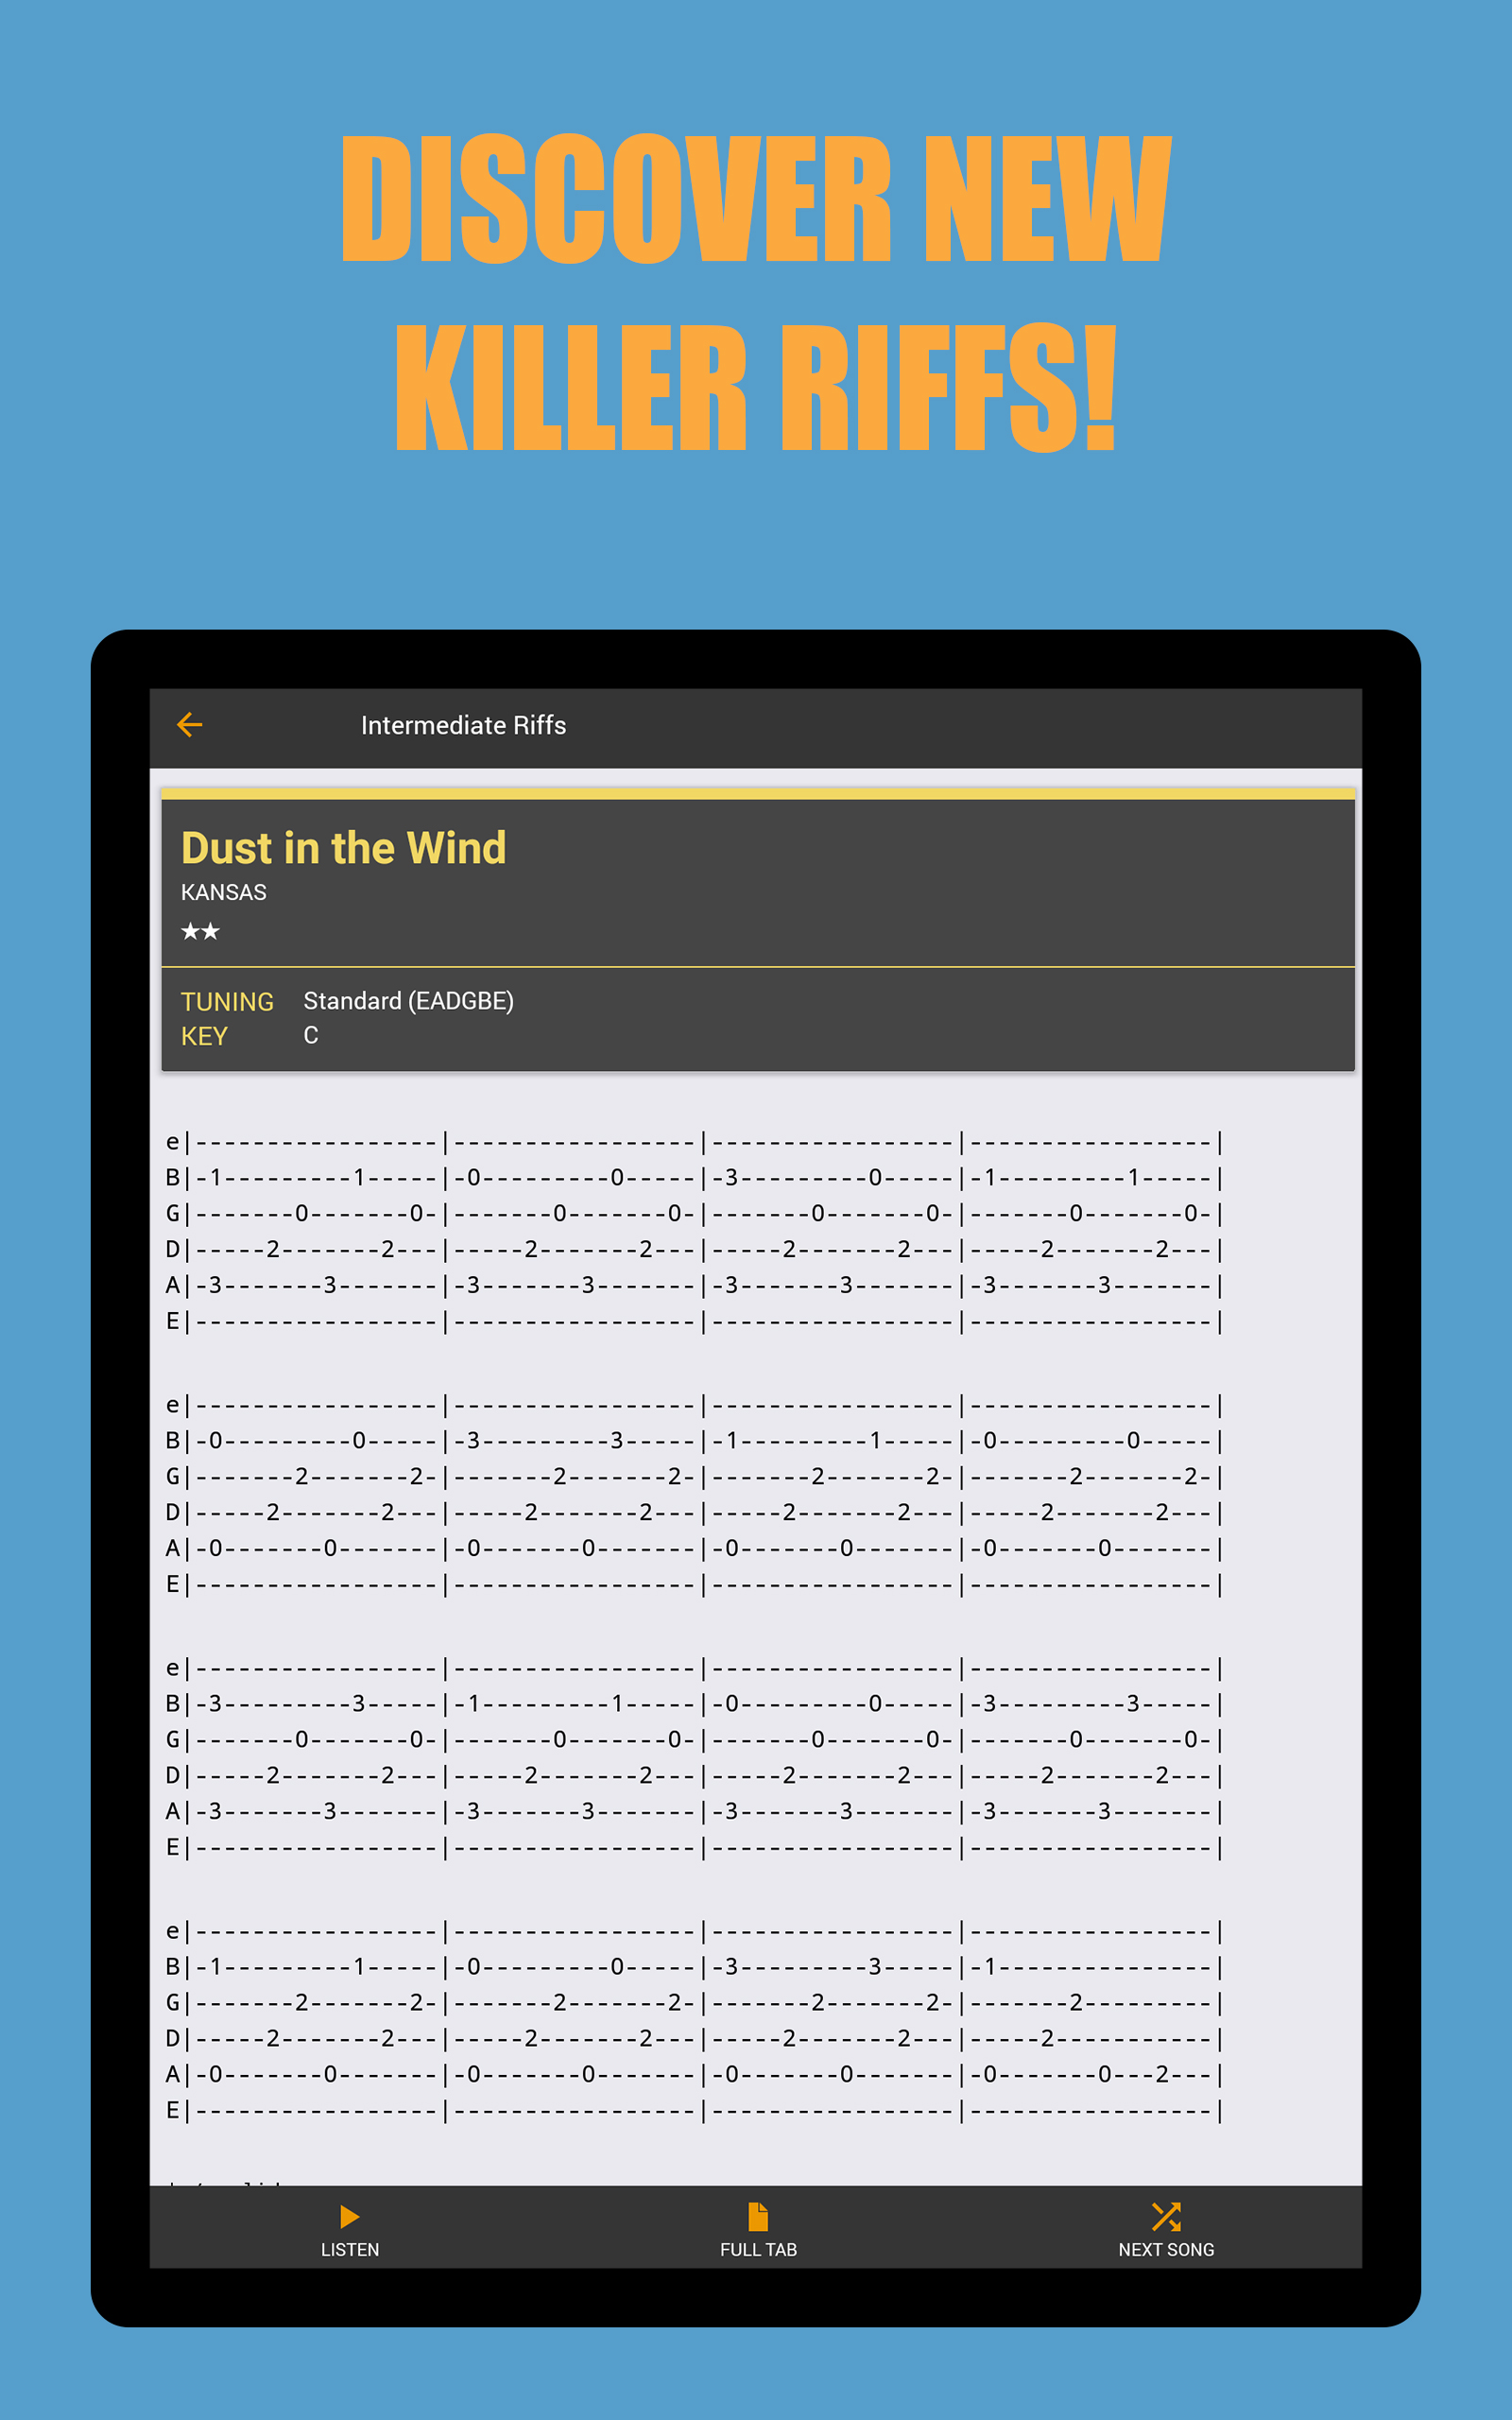 DISCOVER NEW
KILLER RIFFS!
Intermediate Riffs
Dust in the Wind
KANSAS
★★
TUNING Standard (EADGBE)
KEY C
e|-----------------|-----------------|-----------------|-----------------|
B|-1---------1-----|-0---------0-----|-3---------0-----|-1---------1-----|
G|-------0-------0-|-------0-------0-|-------0-------0-|-------0-------0-|
D|-----2-------2---|-----2-------2---|-----2-------2---|-----2-------2---|
A|-3-------3-------|-3-------3-------|-3-------3-------|-3-------3-------|
E|-----------------|-----------------|-----------------|-----------------|
e|-----------------|-----------------|-----------------|-----------------|
B|-0---------0-----|-3---------3-----|-1---------1-----|-0---------0-----|
G|-------2-------2-|-------2-------2-|-------2-------2-|-------2-------2-|
D|-----2-------2---|-----2-------2---|-----2-------2---|-----2-------2---|
A|-0-------0-------|-0-------0-------|-0-------0-------|-0-------0-------|
E|-----------------|-----------------|-----------------|-----------------|
e|-----------------|-----------------|-----------------|-----------------|
B|-3---------3-----|-1---------1-----|-0---------0-----|-3---------3-----|
G|-------0-------0-|-------0-------0-|-------0-------0-|-------0-------0-|
D|-----2-------2---|-----2-------2---|-----2-------2---|-----2-------2---|
A|-3-------3-------|-3-------3-------|-3-------3-------|-3-------3-------|
E|-----------------|-----------------|-----------------|-----------------|
e|-----------------|-----------------|-----------------|-----------------|
B|-1---------1-----|-0---------0-----|-3---------3-----|-1---------------|
G|-------2-------2-|-------2-------2-|-------2-------2-|-------2---------|
D|-----2-------2---|-----2-------2---|-----2-------2---|-----2-----------|
A|-0-------0-------|-0-------0-------|-0-------0-------|-0-------0---2---|
E|-----------------|-----------------|-----------------|-----------------|
LISTEN FULL TAB NEXT SONG